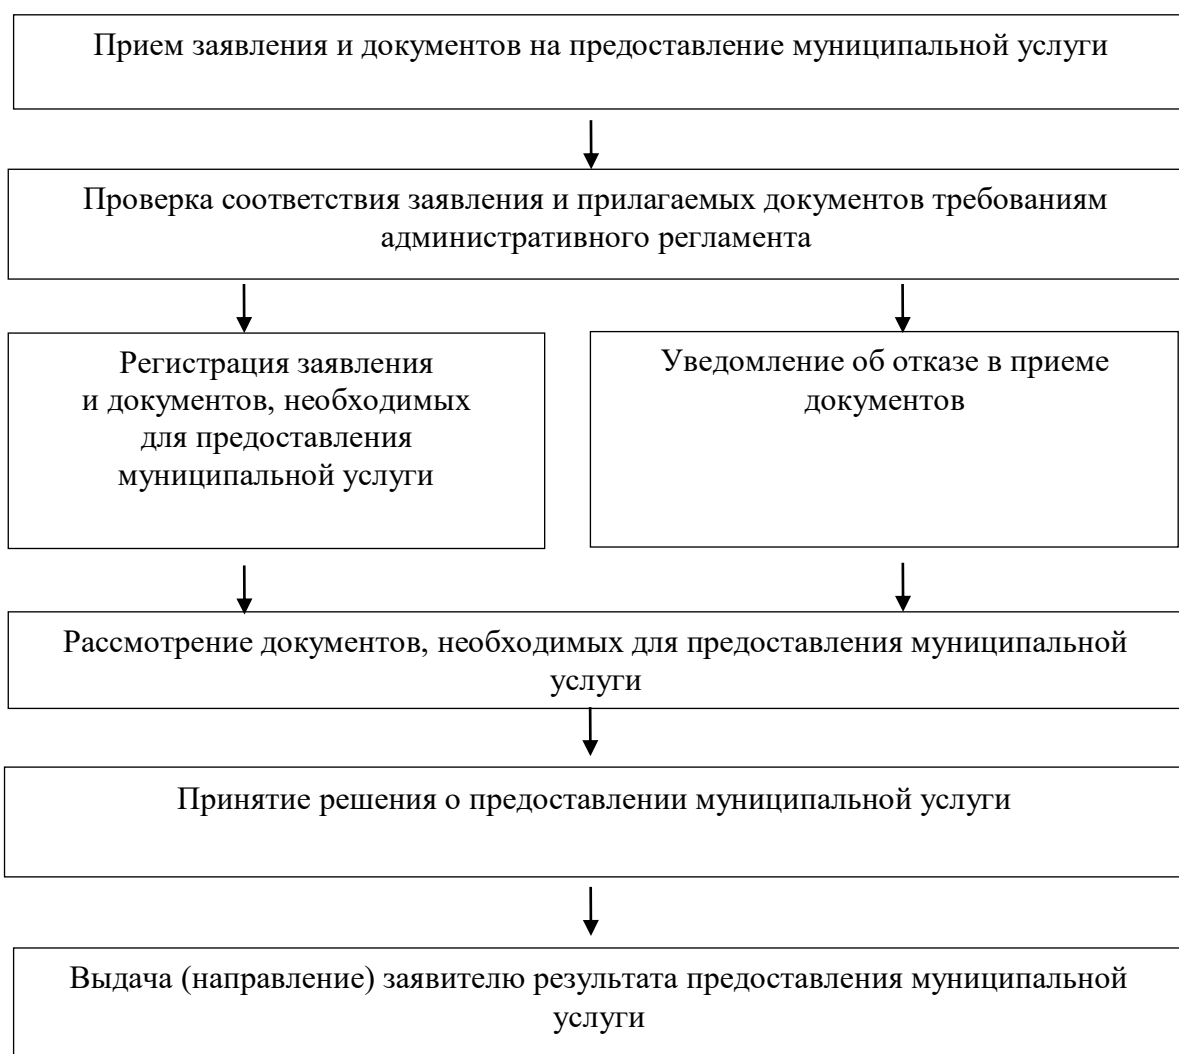 Прием заявления и документов на предоставление муниципальной услуги
Проверка соответствия заявления и прилагаемых документов требованиям
административного регламента
Регистрация заявления
и документов, необходимых
для предоставления
муниципальной услуги
Уведомление об отказе в приеме
документов
Рассмотрение документов, необходимых для предоставления муниципальной
услуги
Принятие решения о предоставлении муниципальной услуги
Выдача (направление) заявителю результата предоставления муниципальной
услуги